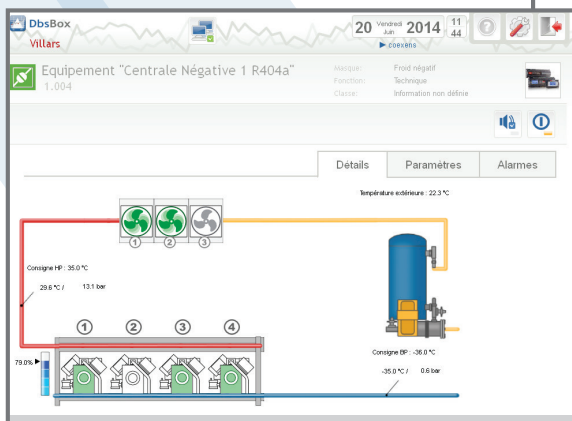 DbsBox
Villars
20 Vendredi Juin 2014 11 44
coexens
Equipement "Centrale Négative 1 R404a"
1.004
Masque: Froid négatif
Fonction: Technique
Classe: Information non définie
Détails Paramètres Alarmes
Température extérieure : 22.3 °C
1 2 3
Consigne HP : 35.0 °C
29.6 °C / 13.1 bar
1 2 3 4
79.0%
Consigne BP : -36.0 °C
-35.0 °C / 0.6 bar